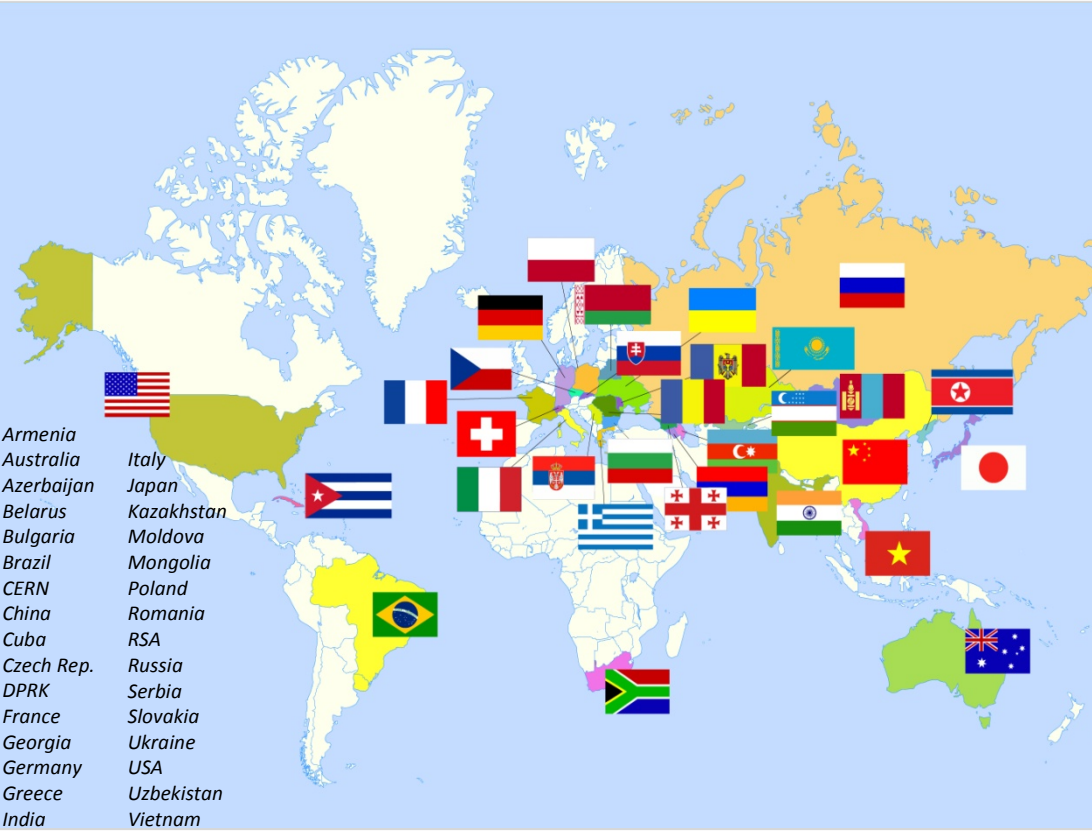 Armenia
Australia Italy
Azerbaijan Japan
Belarus Kazakhstan
Bulgaria Moldova
Brazil Mongolia
CERN Poland
China Romania
Cuba RSA
Czech Rep. Russia
DPRK Serbia
France Slovakia
Georgia Ukraine
Germany USA
Greece Uzbekistan
India Vietnam